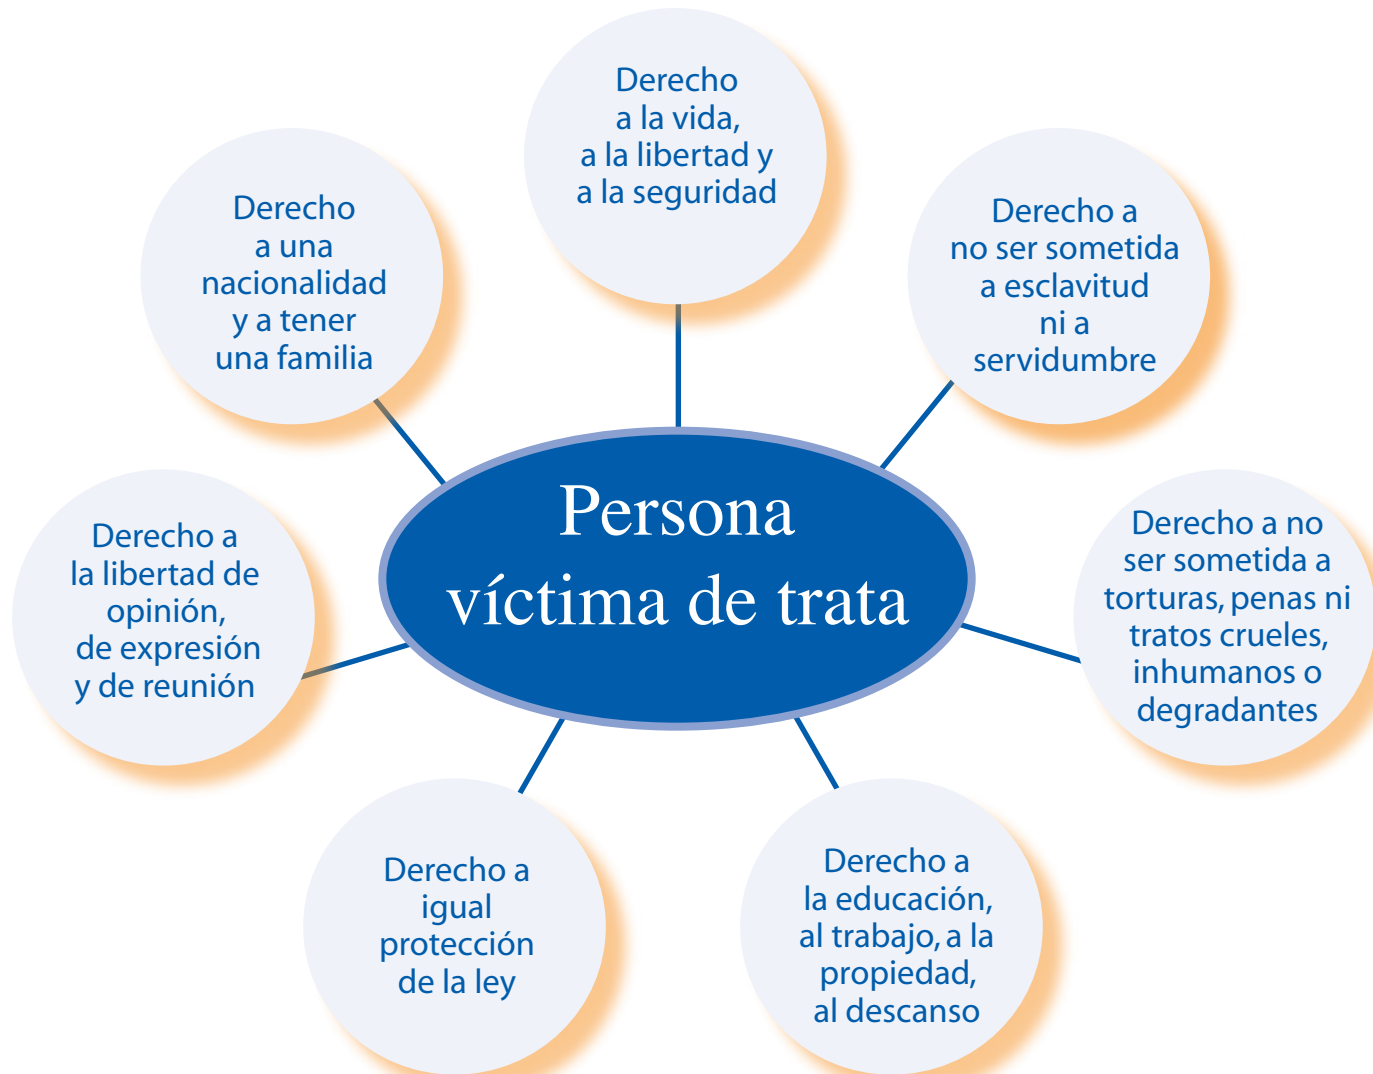 Derecho
a la vida,
a la libertad y
a la seguridad
Derecho a
no ser sometida
a esclavitud
ni a
servidumbre
Derecho a no
ser sometida a
torturas, penas ni
tratos crueles,
inhumanos o
degradantes
Derecho a
la educación,
al trabajo, a la
propiedad,
al descanso
Derecho a
igual
protección
de la ley
Derecho a
la libertad de
opinión,
de expresión
y de reunión
Derecho
a una
nacionalidad
y a tener
una familia
Persona
víctima de trata